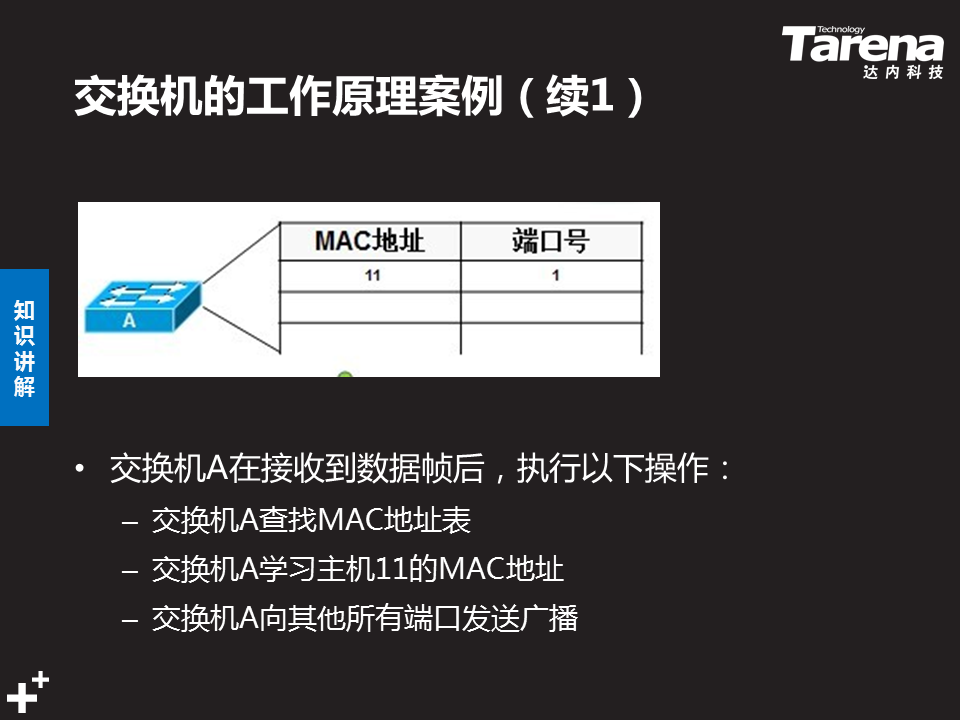 Technology
Tarena
达内科技
交换机的工作原理案例（续1）
MAC地址 端口号
11 1
A
知识讲解
• 交换机A在接收到数据帧后，执行以下操作：
– 交换机A查找MAC地址表
– 交换机A学习主机11的MAC地址
– 交换机A向其他所有端口发送广播